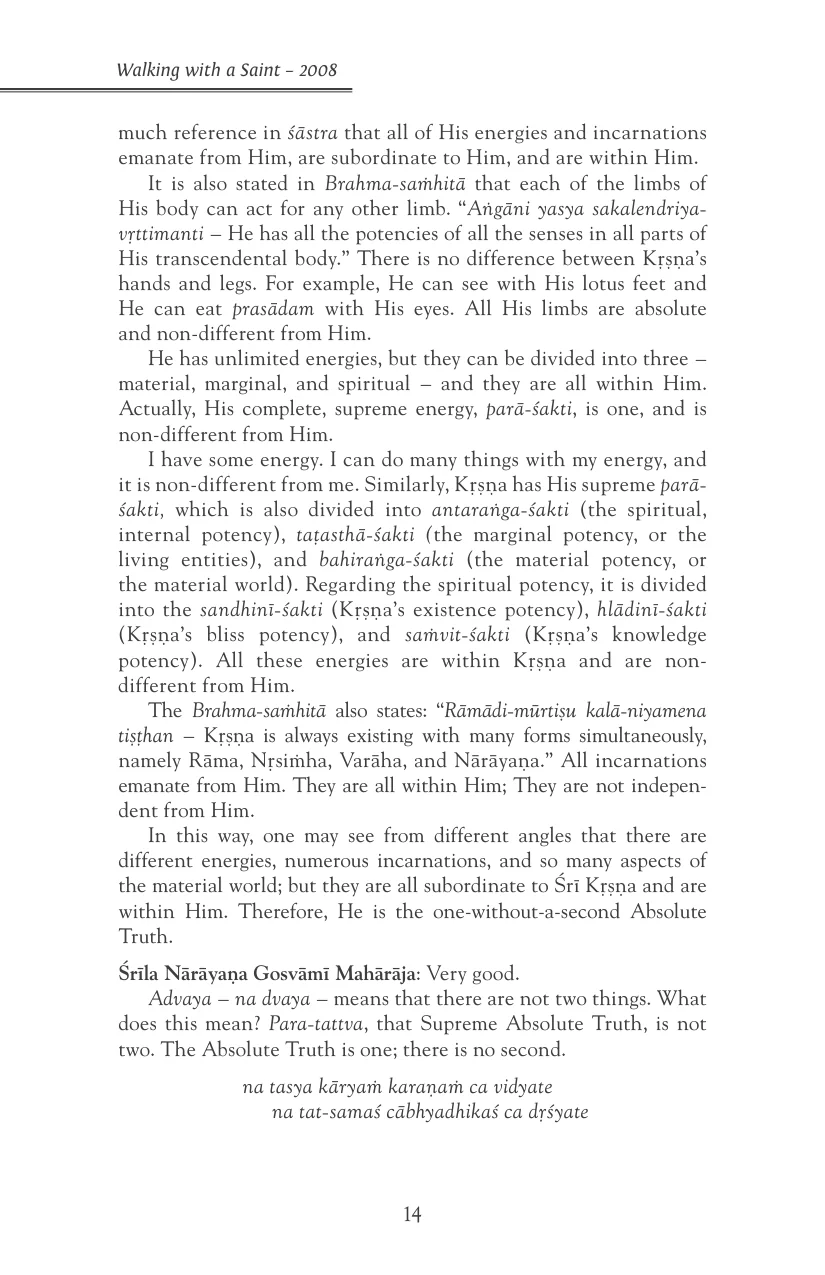 Walking with a Saint – 2008
much reference in śāstra that all of His energies and incarnations
emanate from Him, are subordinate to Him, and are within Him.
It is also stated in Brahma-saṁhitā that each of the limbs of
His body can act for any other limb. “Aṅgāni yasya sakalendriya-
vṛttimanti – He has all the potencies of all the senses in all parts of
His transcendental body.” There is no difference between Kṛṣṇa’s
hands and legs. For example, He can see with His lotus feet and
He can eat prasādam with His eyes. All His limbs are absolute
and non-different from Him.
He has unlimited energies, but they can be divided into three –
material, marginal, and spiritual – and they are all within Him.
Actually, His complete, supreme energy, parā-śakti, is one, and is
non-different from Him.
I have some energy. I can do many things with my energy, and
it is non-different from me. Similarly, Kṛṣṇa has His supreme parā-
śakti, which is also divided into antaraṅga-śakti (the spiritual,
internal potency), taṭasthā-śakti (the marginal potency, or the
living entities), and bahiraṅga-śakti (the material potency, or
the material world). Regarding the spiritual potency, it is divided
into the sandhinī-śakti (Kṛṣṇa’s existence potency), hlādinī-śakti
(Kṛṣṇa’s bliss potency), and saṁvit-śakti (Kṛṣṇa’s knowledge
potency). All these energies are within Kṛṣṇa and are non-
different from Him.
The Brahma-saṁhitā also states: “Rāmādi-mūrtiṣu kalā-niyamena
tiṣṭhan – Kṛṣṇa is always existing with many forms simultaneously,
namely Rāma, Nṛsiṁha, Varāha, and Nārāyaṇa.” All incarnations
emanate from Him. They are all within Him; They are not indepen-
dent from Him.
In this way, one may see from different angles that there are
different energies, numerous incarnations, and so many aspects of
the material world; but they are all subordinate to Śrī Kṛṣṇa and are
within Him. Therefore, He is the one-without-a-second Absolute
Truth.
Śrīla Nārāyaṇa Gosvāmī Mahārāja: Very good.
Advaya – na dvaya – means that there are not two things. What
does this mean? Para-tattva, that Supreme Absolute Truth, is not
two. The Absolute Truth is one; there is no second.
na tasya kāryaṁ karaṇaṁ ca vidyate
na tat-samaś cābhyadhikaś ca dṛśyate
14